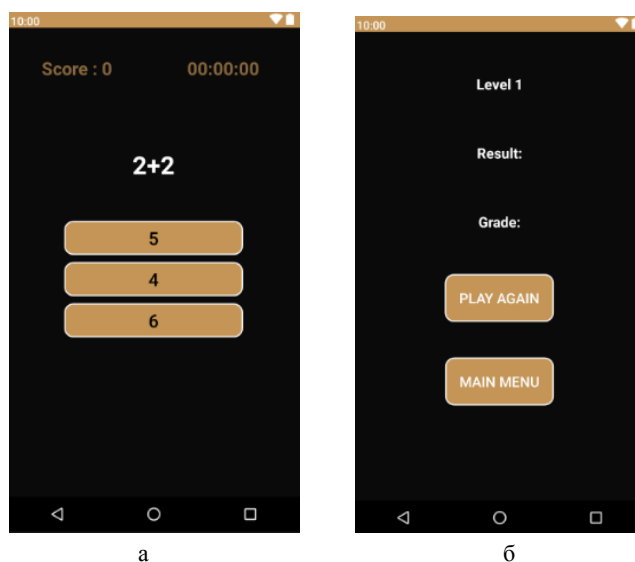 10:00
Score : 0 00:00:00
2+2
5
4
6
а
10:00
Level 1
Result:
Grade:
PLAY AGAIN
MAIN MENU
б